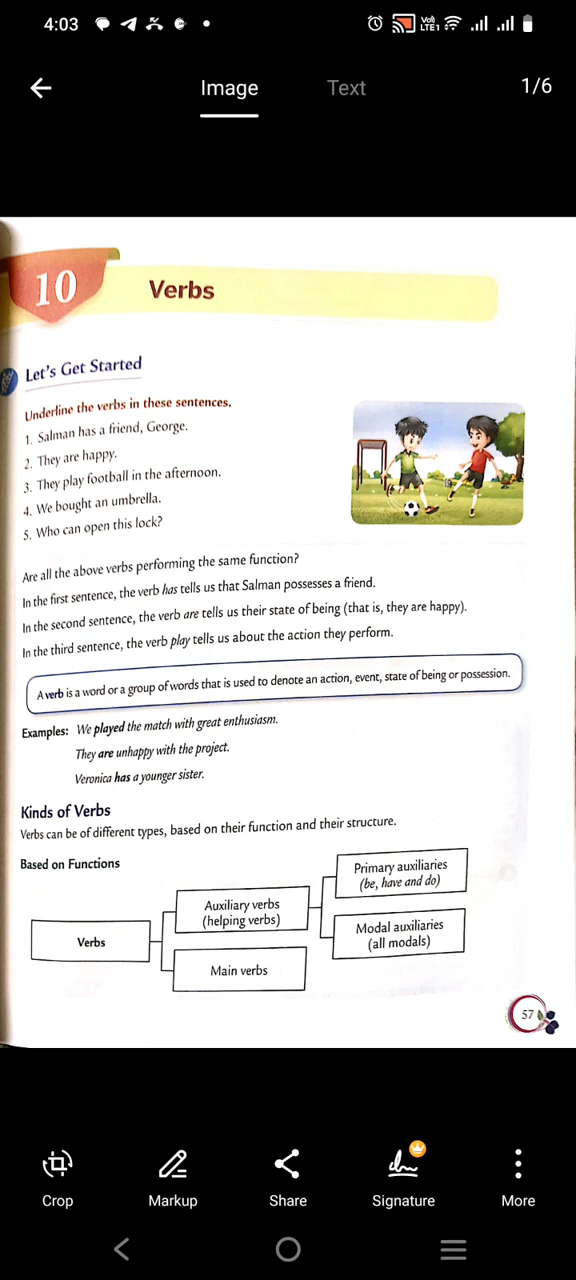 4:03
Vo))
LTE1
Image
Text
1/6
10
Verbs
Let's Get Started
Underline the verbs in these sentences.
1. Salman has a friend, George.
2. They are happy.
3. They play football in the afternoon.
4. We bought an umbrella.
5. Who can open this lock?
Are all the above verbs performing the same function?
In the first sentence, the verb has tells us that Salman possesses a friend.
In the second sentence, the verb are tells us their state of being (that is, they are happy).
In the third sentence, the verb play tells us about the action they perform.
A verb is a word or a group of words that is used to denote an action, event, state of being or possession.
Examples: We played the match with great enthusiasm.
They are unhappy with the project.
Veronica has a younger sister.
Kinds of Verbs
Verbs can be of different types, based on their function and their structure.
Based on Functions
Verbs
Auxiliary verbs
(helping verbs)
Main verbs
Primary auxiliaries
(be, have and do)
Modal auxiliaries
(all modals)
57
Crop
Markup
Share
Signature
More